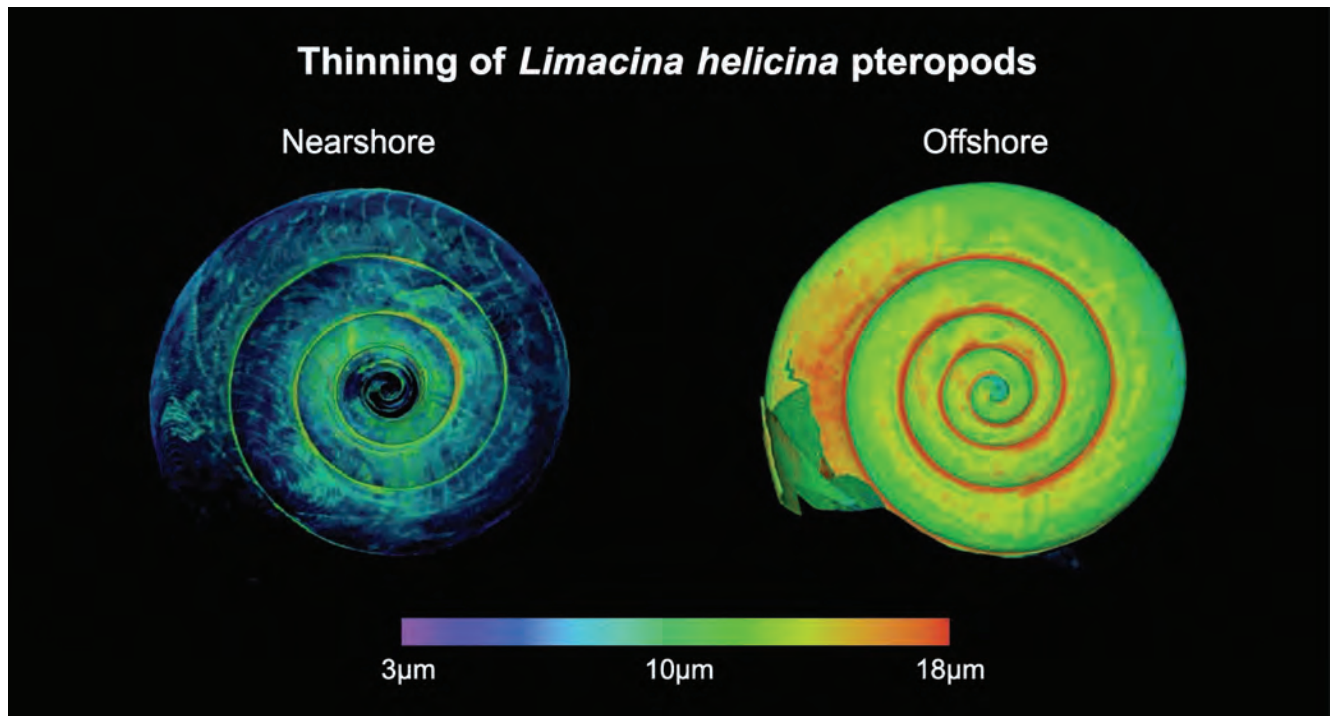 Thinning of Limacina helicina pteropods
Nearshore
Offshore
3µm
10µm
18µm